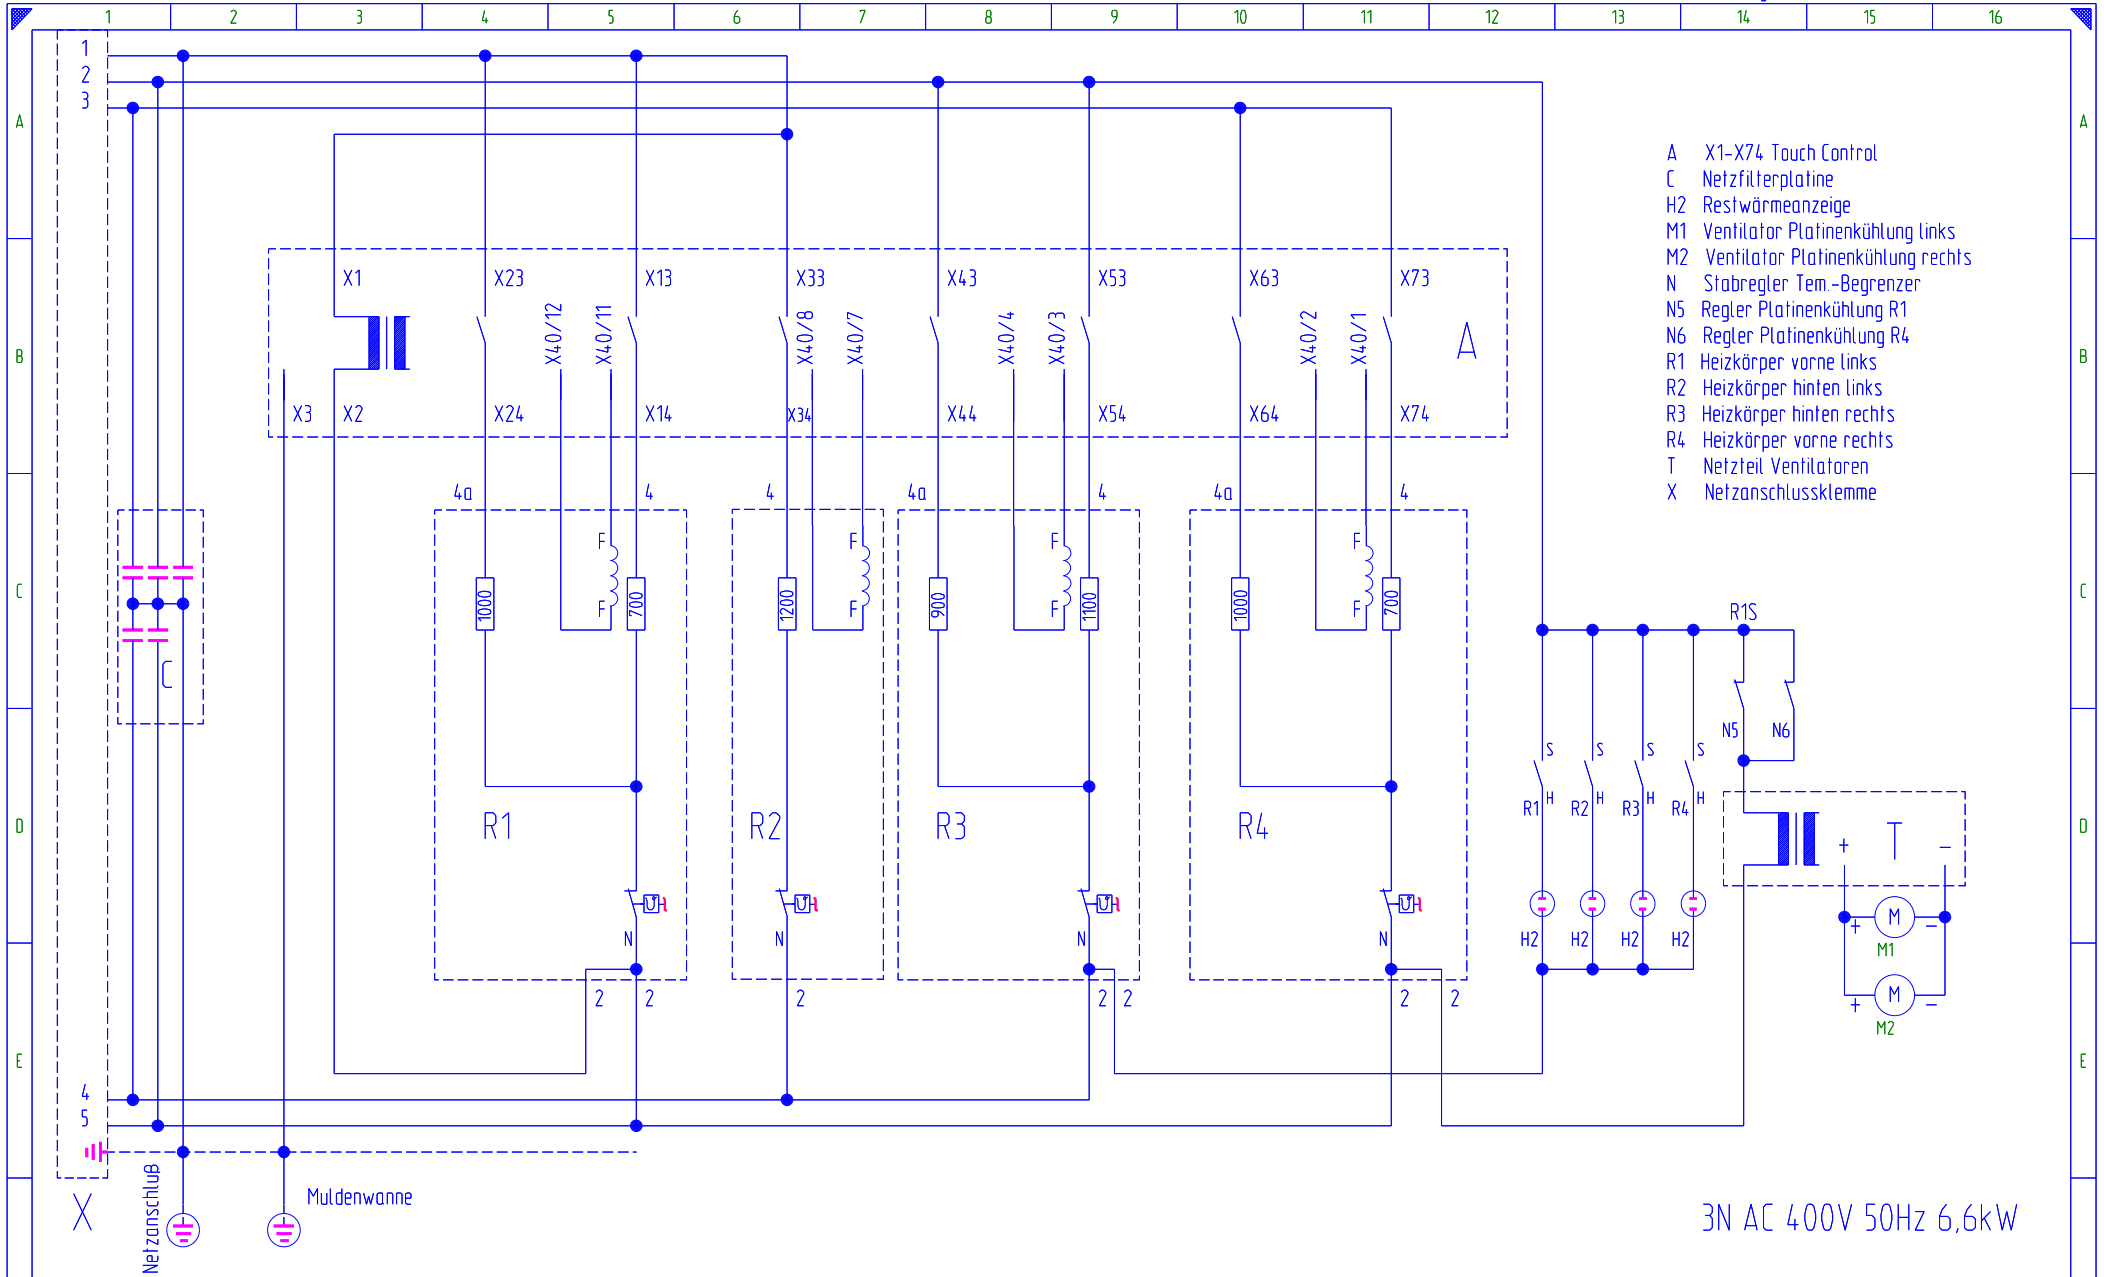 1 2 3 4 5 6 7 8 9 10 11 12 13 14 15 16
1
2
3
A A
A X1-X74 Touch Control
C Netzfilterplatine
H2 Restwärmeanzeige
M1 Ventilator Platinenkühlung links
M2 Ventilator Platinenkühlung rechts
N Stabregler Tem.-Begrenzer
N5 Regler Platinenkühlung R1
N6 Regler Platinenkühlung R4
R1 Heizkörper vorne links
R2 Heizkörper hinten links
R3 Heizkörper hinten rechts
R4 Heizkörper vorne rechts
T Netzteil Ventilatoren
X Netzanschlussklemme
X1 X23 X13 X33 X43 X53 X63 X73
X40/12 X40/11 X40/8 X40/7 X40/4 X40/3 X40/2 X40/1
A
B B
X3 X2 X24 X14 X34 X44 X54 X64 X74
4a 4 4 4a 4 4a 4
F F F F
C C
1000 700 1200 900 1100 1000 700
F F F F
R1S
C
N5 N6
S S S S
H H H H
R1 R2 R3 R4
D D
R1 R2 R3 R4
+ T -
U U U U
M
+ -
N N N N
H2 H2 H2 H2
M1
2 2 2 2 2 2 2
M
+ -
M2
E E
4
5
X
Netzanschluß
Muldenwanne
3N AC 400V 50Hz 6,6kW